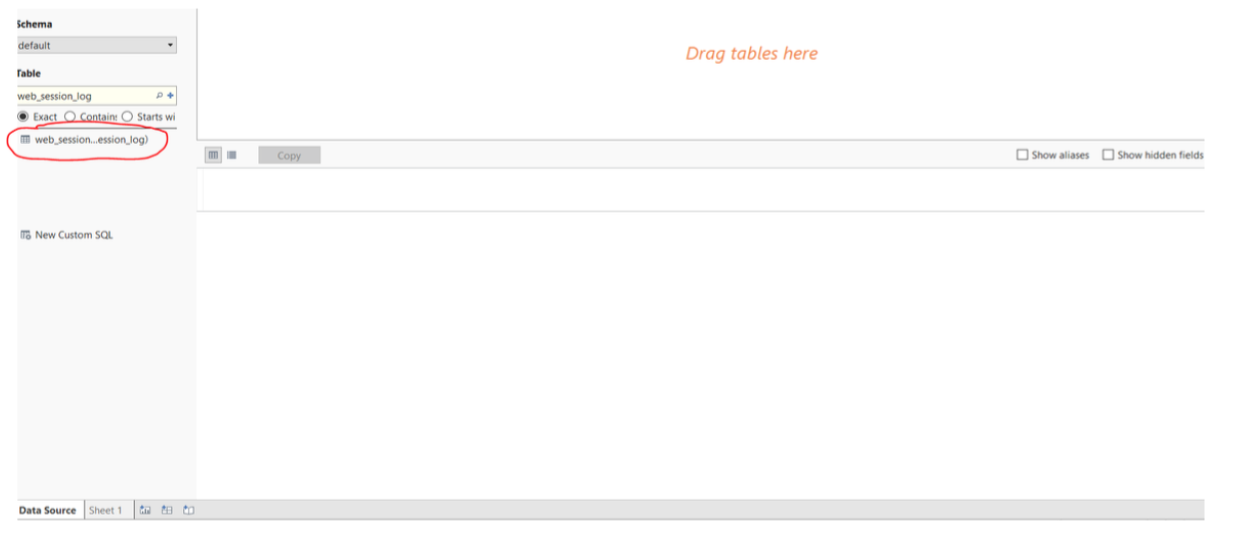 Schema
default
Table
web_session_log
Exact Contains Starts wi
web_session...ession_log)
New Custom SQL
Drag tables here
Copy
Show aliases Show hidden fields
Data Source Sheet 1